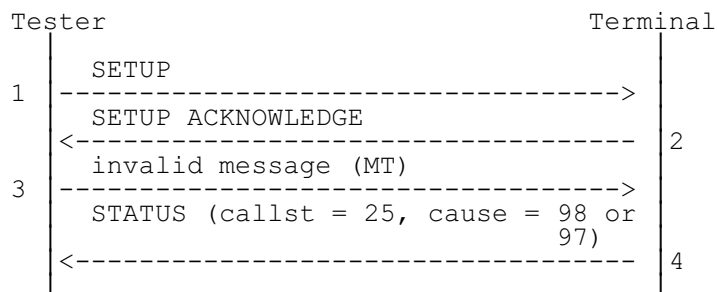 Tester Terminal
SETUP
1 |----------------------------------->
SETUP ACKNOWLEDGE
<----------------------------------- 2
invalid message (MT)
3 |----------------------------------->
STATUS (callst = 25, cause = 98 or
97)
<----------------------------------- 4